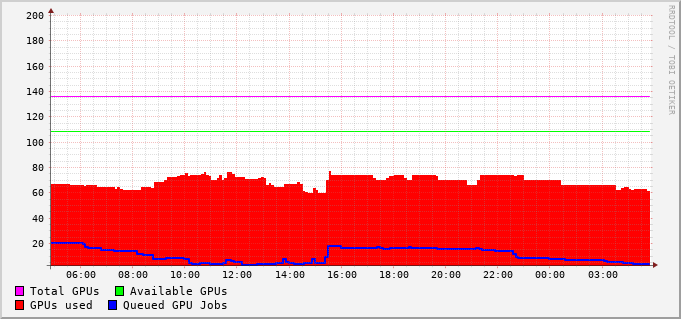 200
180
160
140
120
100
80
60
40
20
06:00 08:00 10:00 12:00 14:00 16:00 18:00 20:00 22:00 00:00 03:00
Total GPUs Available GPUs
GPUs used Queued GPU Jobs
RRDTOOL / TOBI OETIKER